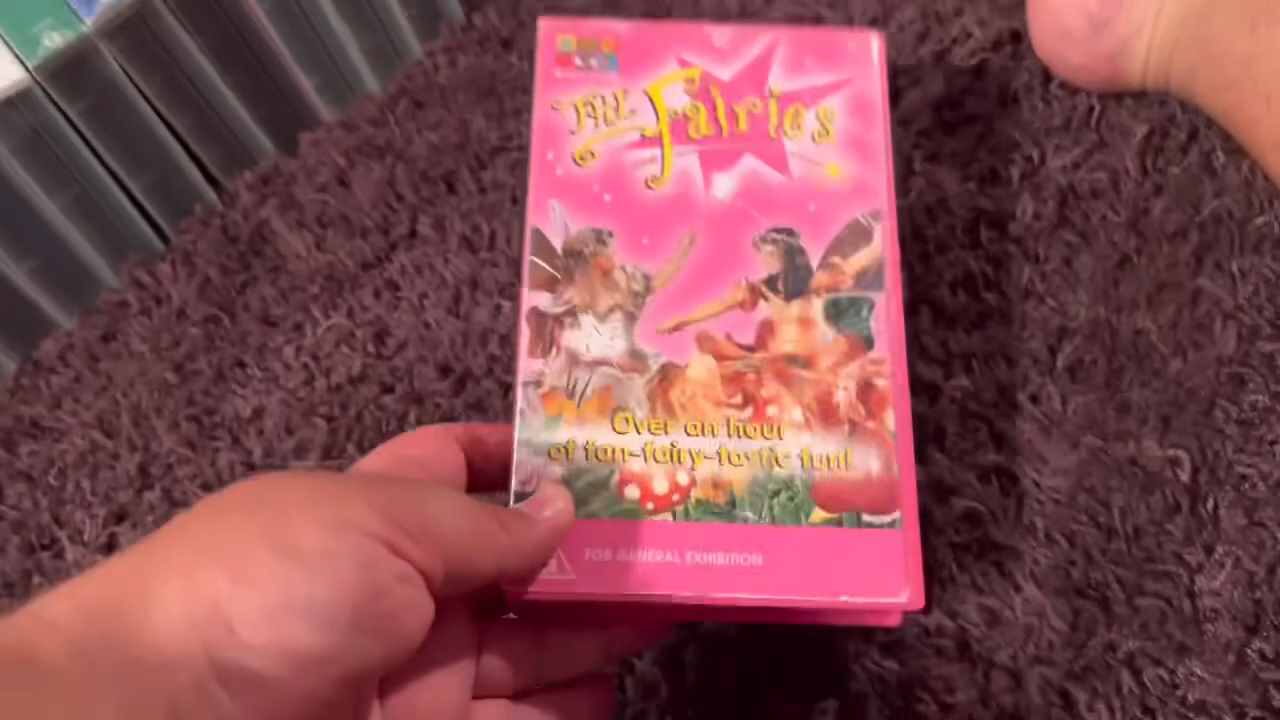 The Fairies
Over an hour
of fan-fairy-tastic fun!
FOR GENERAL EXHIBITION